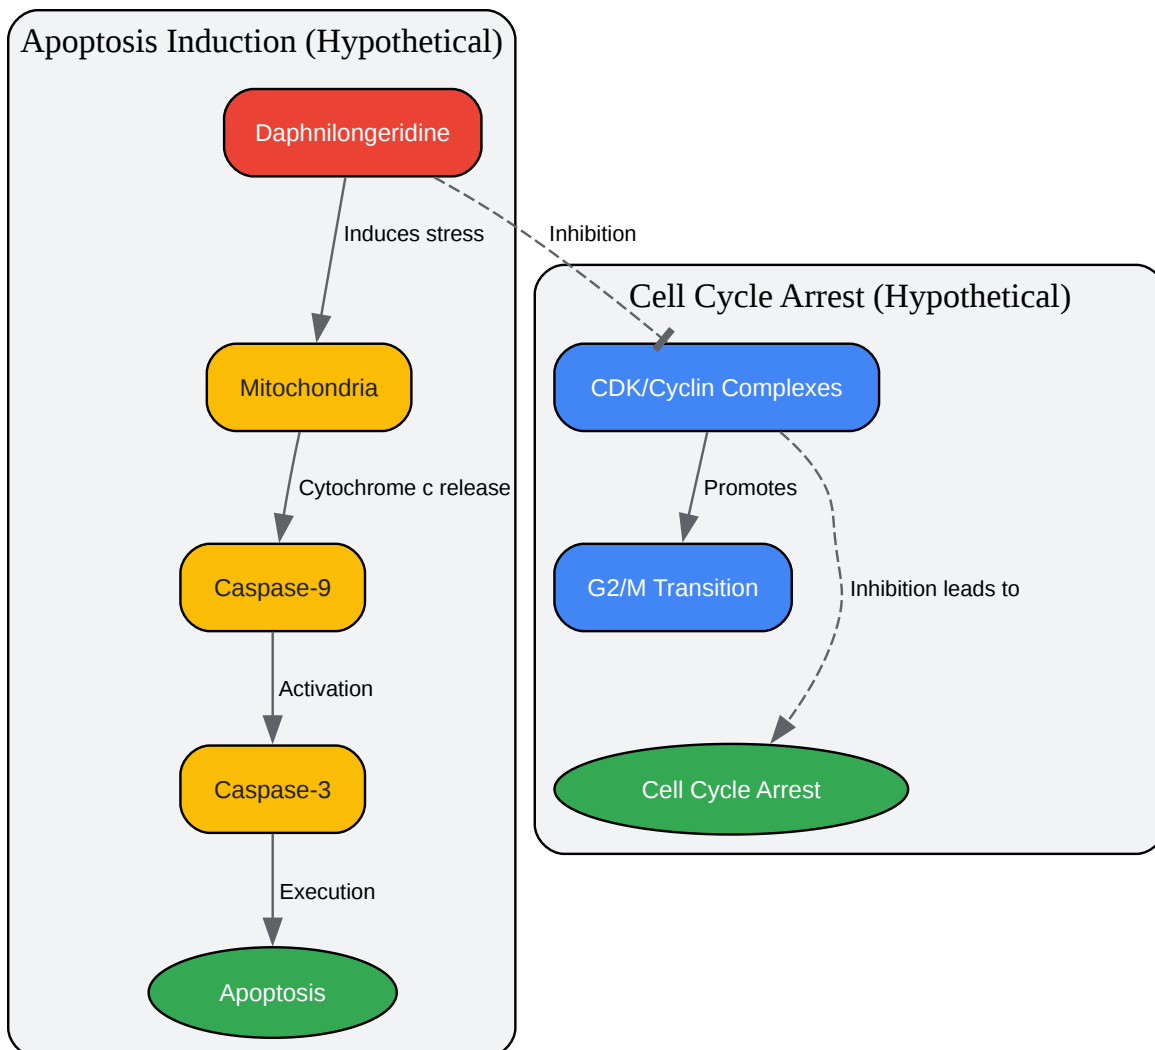 Apoptosis Induction (Hypothetical)
Daphnilongeridine
Induces stress
Inhibition
Cell Cycle Arrest (Hypothetical)
Mitochondria
CDK/Cyclin Complexes
Cytochrome c release
Promotes
Caspase-9
G2/M Transition
Inhibition leads to
Activation
Caspase-3
Cell Cycle Arrest
Execution
Apoptosis